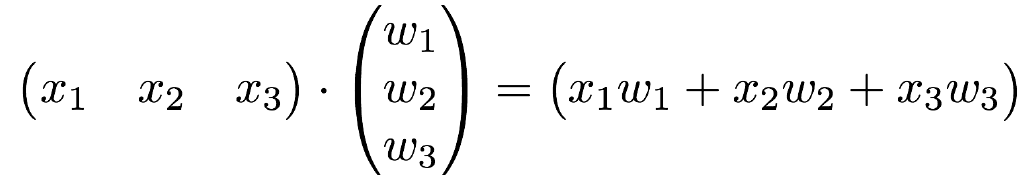 (x₁ x₂ x₃) · (w₁ w₂ w₃) = (x₁w₁ + x₂w₂ + x₃w₃)